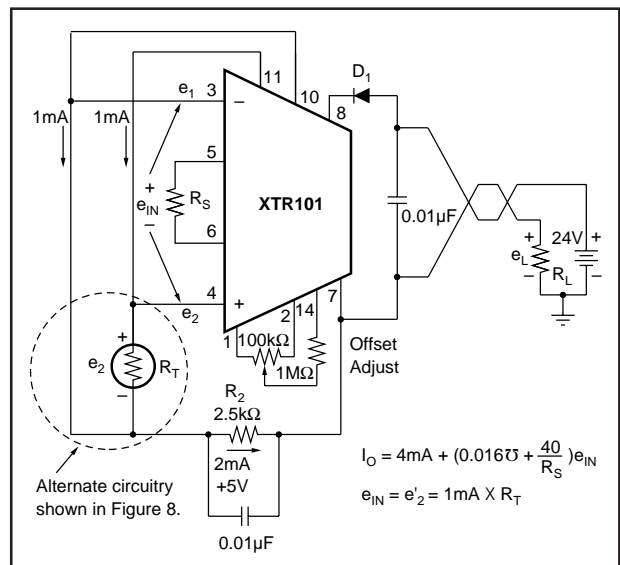 11
D1
e1
3
−
10
8
1mA
1mA
5
+
eIN
−
RS
XTR101
0.01µF
6
24V
+
+
eL
RL
−
−
4
+
7
e2
14
2
1
100kΩ
Offset
Adjust
1MΩ
+
e2
RT
−
R2
2.5kΩ
2mA
+5V
0.01µF
Alternate circuitry
shown in Figure 8.
IO = 4mA + (0.016℧ + 40/RS)eIN
eIN = e'2 = 1mA X RT